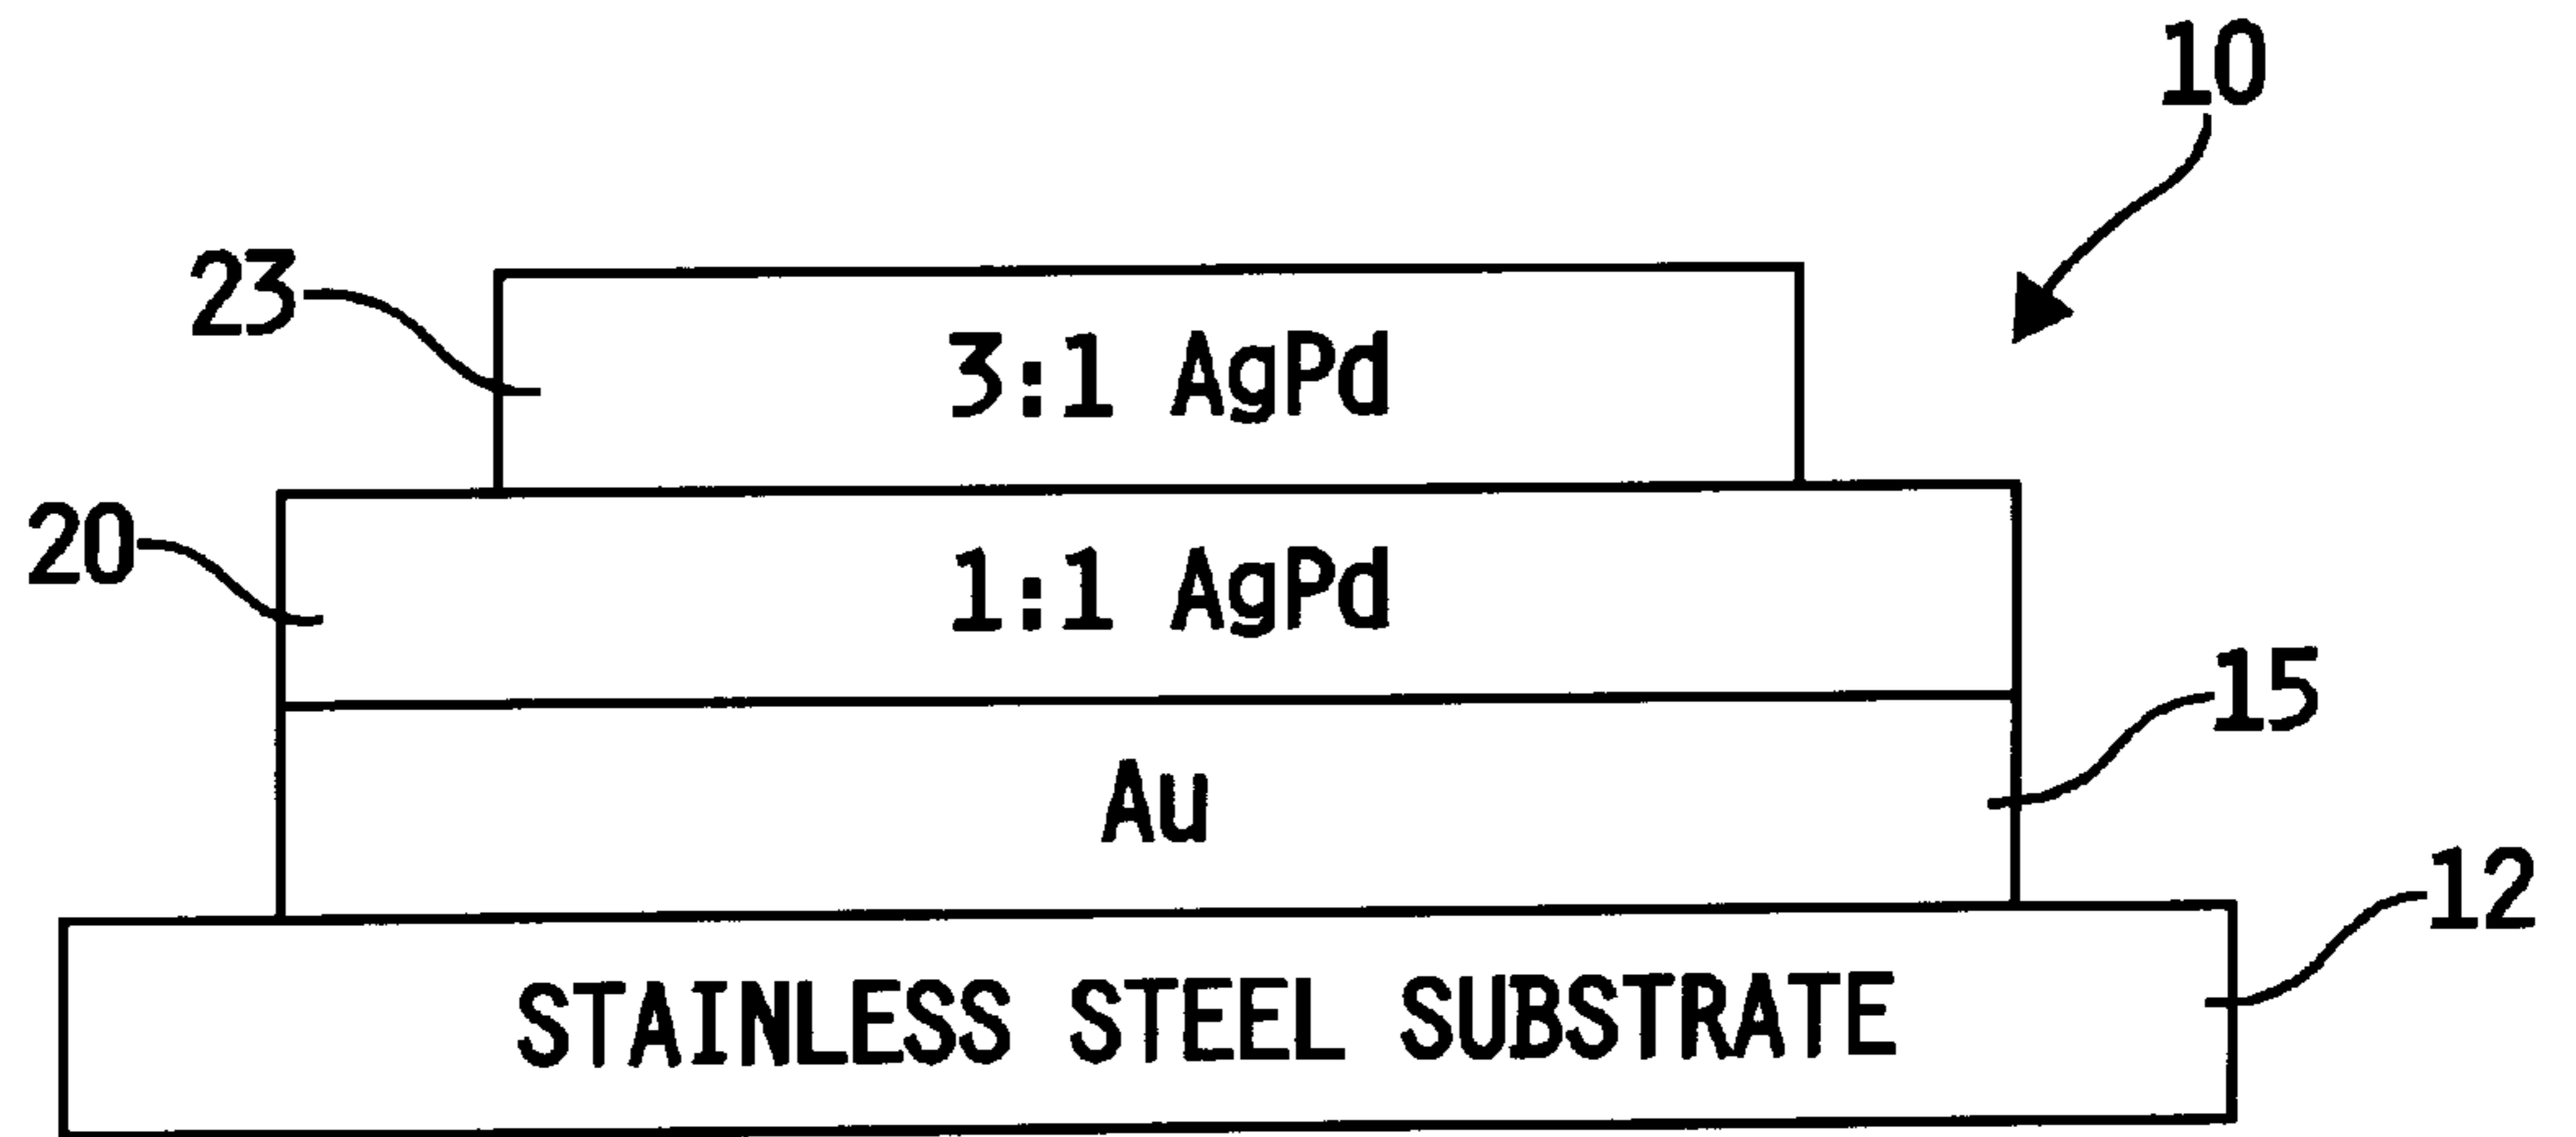 10
23
3:1 AgPd
20
1:1 AgPd
15
Au
12
STAINLESS STEEL SUBSTRATE